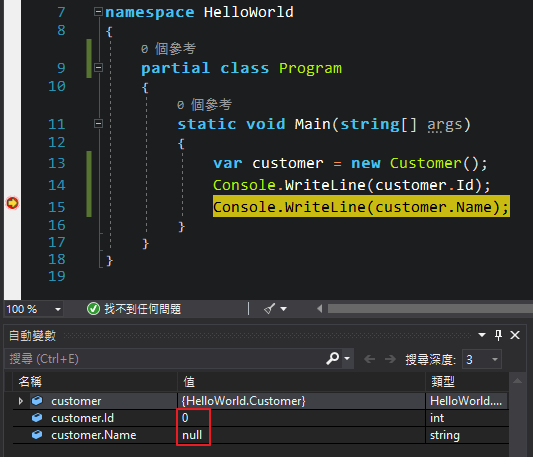 7 namespace HelloWorld
8 {
0 個參考
9 partial class Program
10 {
0 個參考
11 static void Main(string[] args)
12 {
13 var customer = new Customer();
14 Console.WriteLine(customer.Id);
15 Console.WriteLine(customer.Name);
16 }
17 }
18 }
19
100 % 找不到任何問題
自動變數
搜尋 (Ctrl+E) 搜尋深度: 3
名稱 值 類型
customer {HelloWorld.Customer} HelloWorld....
customer.Id 0 int
customer.Name null string